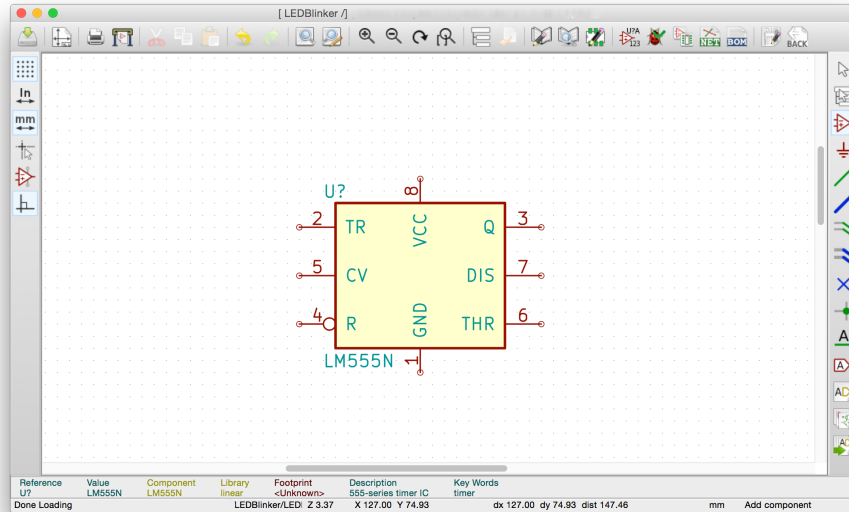 [ LEDBlinker /]
U?A
123
NET
BOM
BACK
In
mm
U?
8
2
TR
VCC
Q
3
5
CV
DIS
7
4
R
GND
THR
6
LM555N
1
A
A
Reference Value Component Library Footprint Description Key Words
U? LM555N LM555N linear <Unknown> 555-series timer IC timer
Done Loading LEDBlinker/LED Z 3.37 X 127.00 Y 74.93 dx 127.00 dy 74.93 dist 147.46 mm Add component